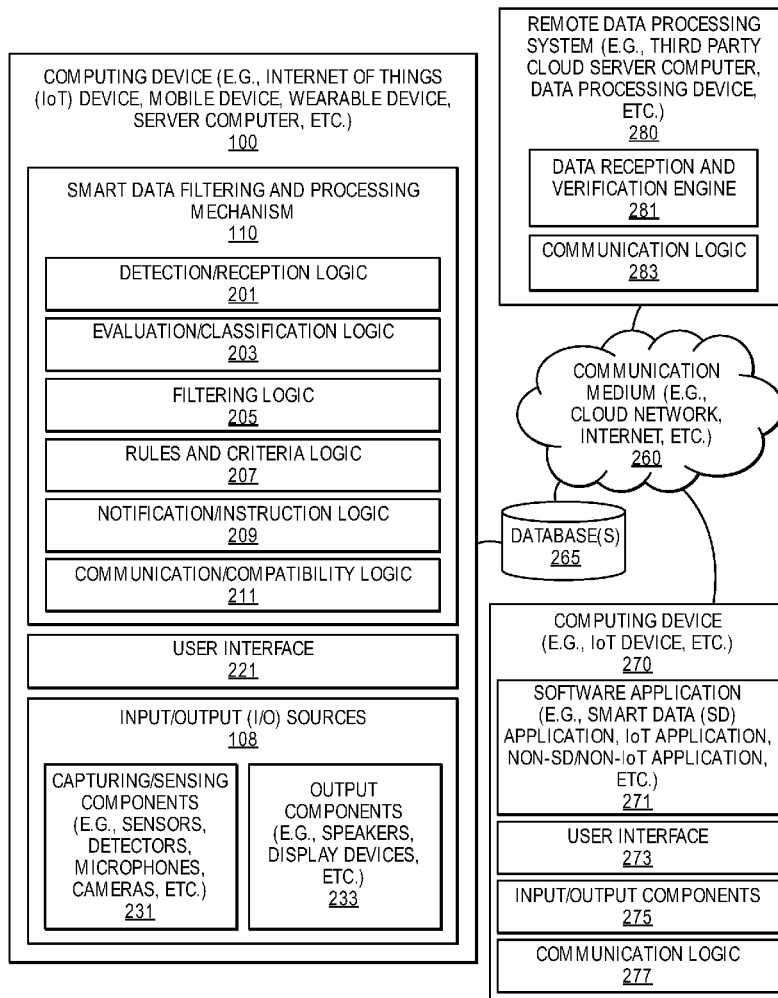 COMPUTING DEVICE (E.G., INTERNET OF THINGS
(IoT) DEVICE, MOBILE DEVICE, WEARABLE DEVICE,
SERVER COMPUTER, ETC.)
100
SMART DATA FILTERING AND PROCESSING
MECHANISM
110
DETECTION/RECEPTION LOGIC
201
EVALUATION/CLASSIFICATION LOGIC
203
FILTERING LOGIC
205
RULES AND CRITERIA LOGIC
207
NOTIFICATION/INSTRUCTION LOGIC
209
COMMUNICATION/COMPATIBILITY LOGIC
211
USER INTERFACE
221
INPUT/OUTPUT (I/O) SOURCES
108
CAPTURING/SENSING
COMPONENTS
(E.G., SENSORS,
DETECTORS,
MICROPHONES,
CAMERAS, ETC.)
231
OUTPUT
COMPONENTS
(E.G., SPEAKERS,
DISPLAY DEVICES,
ETC.)
233
REMOTE DATA PROCESSING
SYSTEM (E.G., THIRD PARTY
CLOUD SERVER COMPUTER,
DATA PROCESSING DEVICE,
ETC.)
280
DATA RECEPTION AND
VERIFICATION ENGINE
281
COMMUNICATION LOGIC
283
COMMUNICATION
MEDIUM (E.G.,
CLOUD NETWORK,
INTERNET, ETC.)
260
DATABASE(S)
265
COMPUTING DEVICE
(E.G., IoT DEVICE, ETC.)
270
SOFTWARE APPLICATION
(E.G., SMART DATA (SD)
APPLICATION, IoT APPLICATION,
NON-SD/NON-IoT APPLICATION,
ETC.)
271
USER INTERFACE
273
INPUT/OUTPUT COMPONENTS
275
COMMUNICATION LOGIC
277